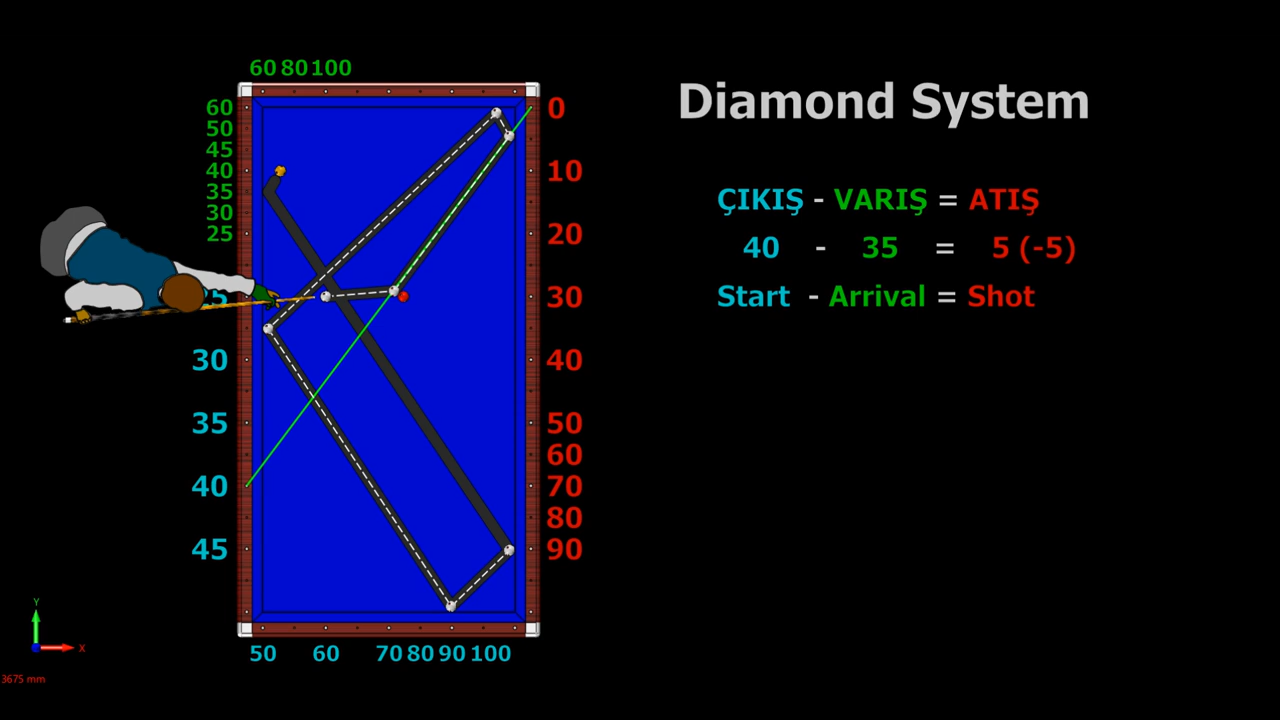 60 80 100
Diamond System
60
50
45
40
35
30
25
0
10
20
30
40
50
60
70
80
90
ÇIKIŞ - VARIŞ = ATIŞ
40 - 35 = 5 (-5)
Start - Arrival = Shot
30
35
40
45
50 60 70 80 90 100
Y
X
3675 mm